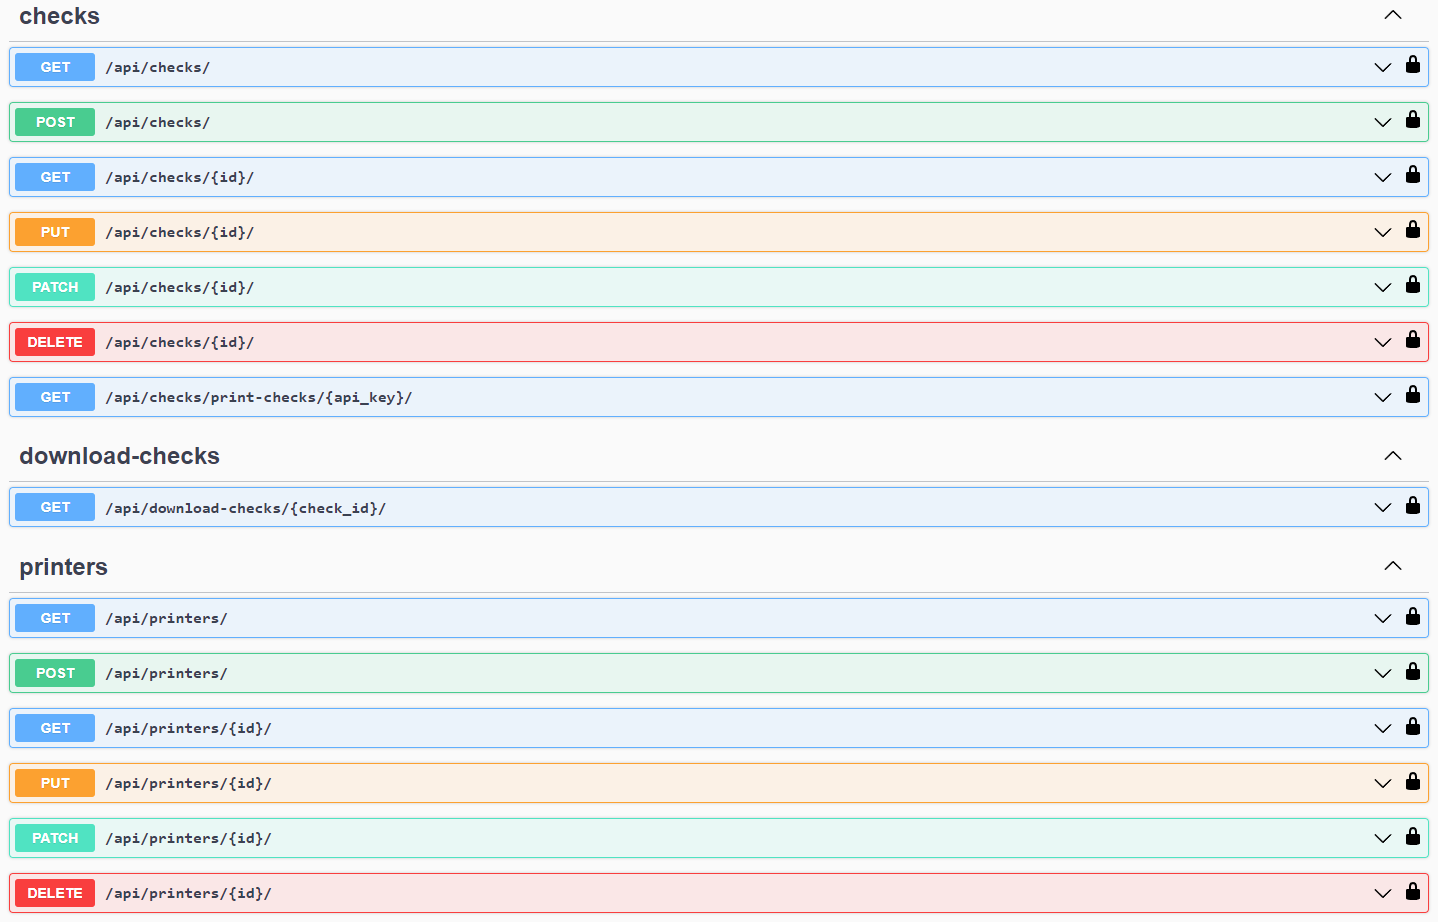 checks
GET /api/checks/
POST /api/checks/
GET /api/checks/{id}/
PUT /api/checks/{id}/
PATCH /api/checks/{id}/
DELETE /api/checks/{id}/
GET /api/checks/print-checks/{api_key}/
download-checks
GET /api/download-checks/{check_id}/
printers
GET /api/printers/
POST /api/printers/
GET /api/printers/{id}/
PUT /api/printers/{id}/
PATCH /api/printers/{id}/
DELETE /api/printers/{id}/